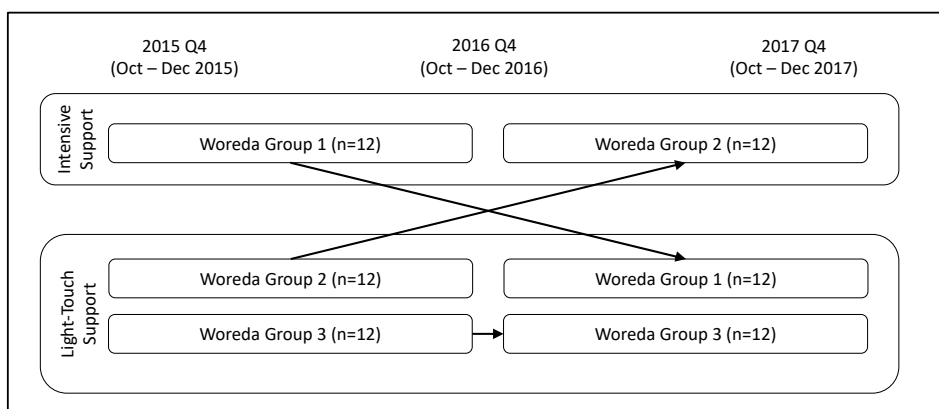 2015 Q4
(Oct – Dec 2015)
2016 Q4
(Oct – Dec 2016)
2017 Q4
(Oct – Dec 2017)
Intensive
Support
Woreda Group 1 (n=12)
Woreda Group 2 (n=12)
Light-Touch
Support
Woreda Group 2 (n=12)
Woreda Group 1 (n=12)
Woreda Group 3 (n=12)
Woreda Group 3 (n=12)